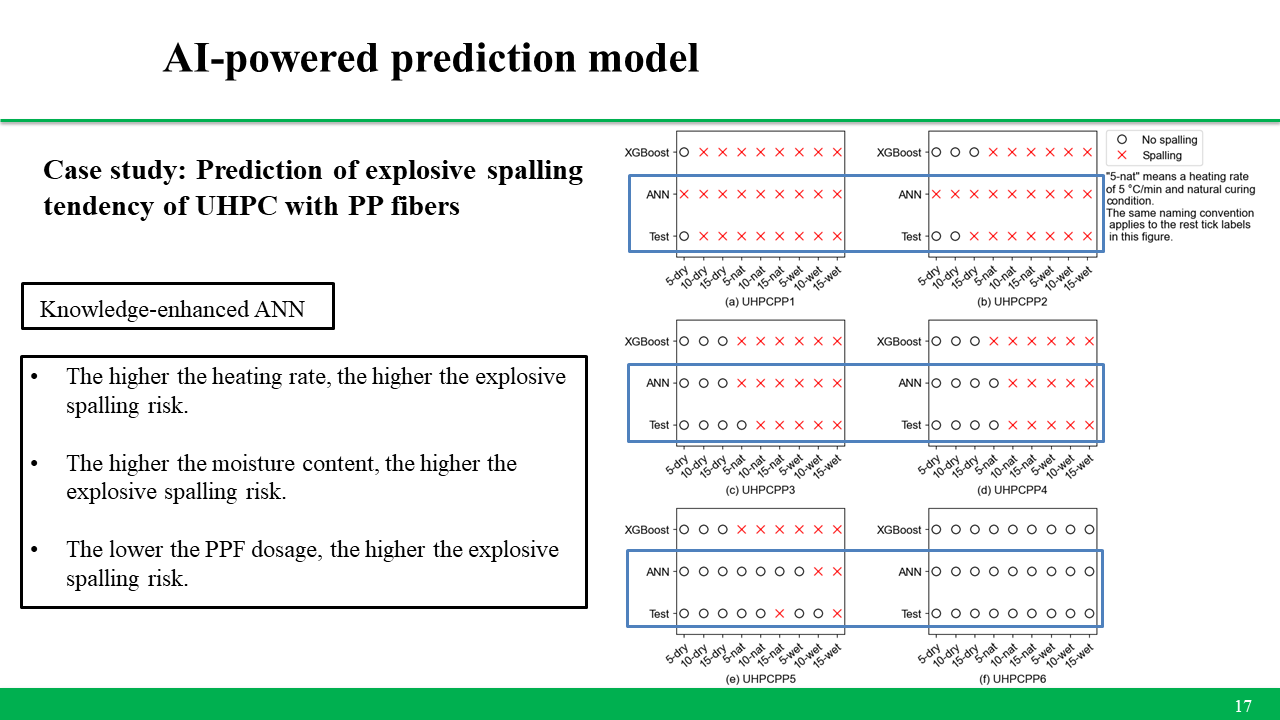 AI-powered prediction model
Case study: Prediction of explosive spalling
tendency of UHPC with PP fibers
Knowledge-enhanced ANN
• The higher the heating rate, the higher the explosive
spalling risk.
• The higher the moisture content, the higher the
explosive spalling risk.
• The lower the PPF dosage, the higher the explosive
spalling risk.
XGBoost
ANN
Test
5-dry 10-dry 15-dry 5-nat 10-nat 15-nat 5-wet 10-wet 15-wet
(a) UHPCPP1
XGBoost
ANN
Test
5-dry 10-dry 15-dry 5-nat 10-nat 15-nat 5-wet 10-wet 15-wet
(b) UHPCPP2
No spalling
Spalling
"5-nat" means a heating rate
of 5 °C/min and natural curing
condition.
The same naming convention
applies to the rest tick labels
in this figure.
XGBoost
ANN
Test
5-dry 10-dry 15-dry 5-nat 10-nat 15-nat 5-wet 10-wet 15-wet
(c) UHPCPP3
XGBoost
ANN
Test
5-dry 10-dry 15-dry 5-nat 10-nat 15-nat 5-wet 10-wet 15-wet
(d) UHPCPP4
XGBoost
ANN
Test
5-dry 10-dry 15-dry 5-nat 10-nat 15-nat 5-wet 10-wet 15-wet
(e) UHPCPP5
XGBoost
ANN
Test
5-dry 10-dry 15-dry 5-nat 10-nat 15-nat 5-wet 10-wet 15-wet
(f) UHPCPP6
17